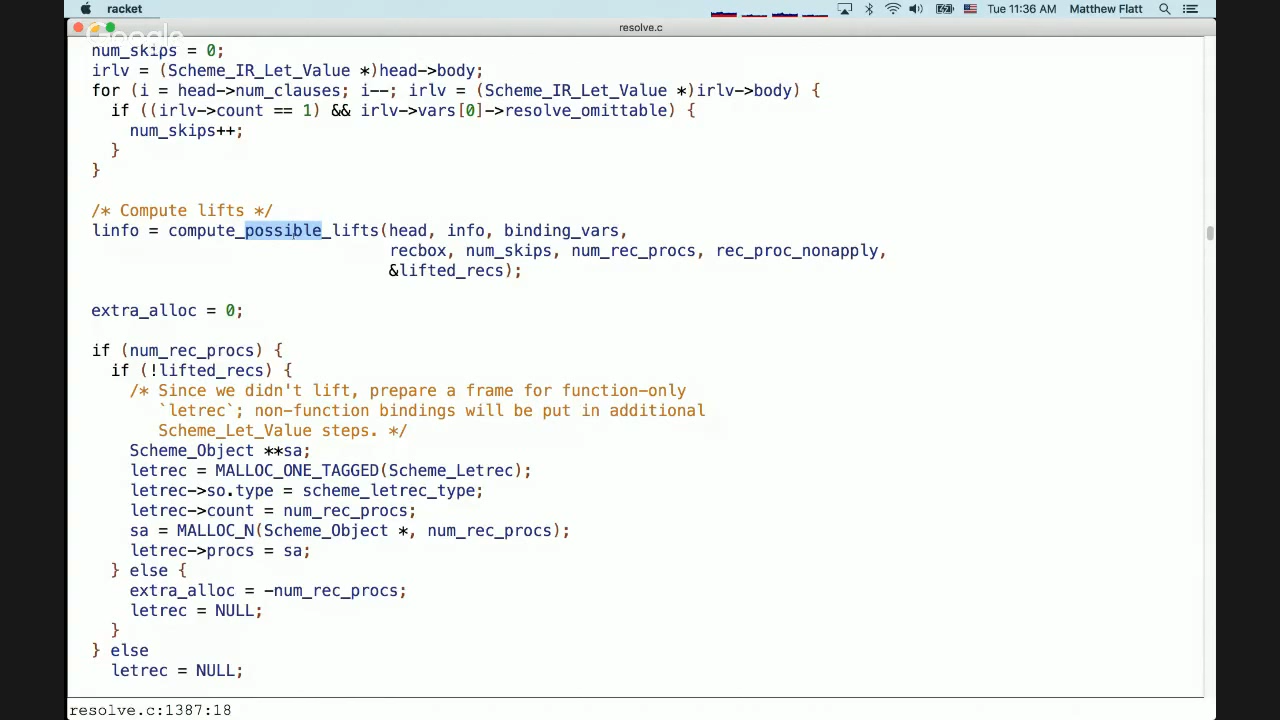 racket Tue 11:36 AM Matthew Flatt
resolve.c
Google
num_skips = 0;
irlv = (Scheme_IR_Let_Value *)head->body;
for (i = head->num_clauses; i--; irlv = (Scheme_IR_Let_Value *)irlv->body) {
  if ((irlv->count == 1) && irlv->vars[0]->resolve_omittable) {
    num_skips++;
  }
}
/* Compute lifts */
linfo = compute_possible_lifts(head, info, binding_vars,
                               recbox, num_skips, num_rec_procs, rec_proc_nonapply,
                               &lifted_recs);
extra_alloc = 0;
if (num_rec_procs) {
  if (!lifted_recs) {
    /* Since we didn't lift, prepare a frame for function-only
       `letrec`; non-function bindings will be put in additional
       Scheme_Let_Value steps. */
    Scheme_Object **sa;
    letrec = MALLOC_ONE_TAGGED(Scheme_Letrec);
    letrec->so.type = scheme_letrec_type;
    letrec->count = num_rec_procs;
    sa = MALLOC_N(Scheme_Object *, num_rec_procs);
    letrec->procs = sa;
  } else {
    extra_alloc = -num_rec_procs;
    letrec = NULL;
  }
} else
  letrec = NULL;
resolve.c:1387:18